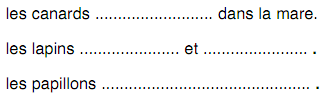 les canards .......................... dans la mare.
les lapins ...................... et ....................... .
les papillons .............................................. .